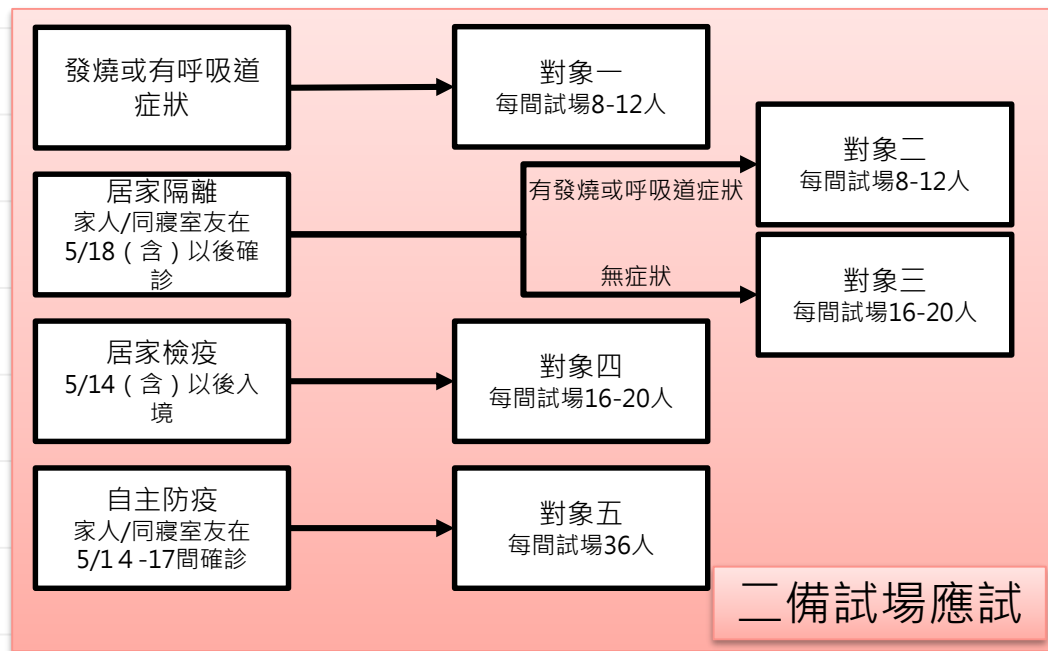 發燒或有呼吸道
症狀
對象一
每間試場8-12人
居家隔離
家人/同寢室友在
5/18（含）以後確
診
有發燒或呼吸道症狀
對象二
每間試場8-12人
無症狀
對象三
每間試場16-20人
居家檢疫
5/14（含）以後入
境
對象四
每間試場16-20人
自主防疫
家人/同寢室友在
5/1４-17間確診
對象五
每間試場36人
二備試場應試